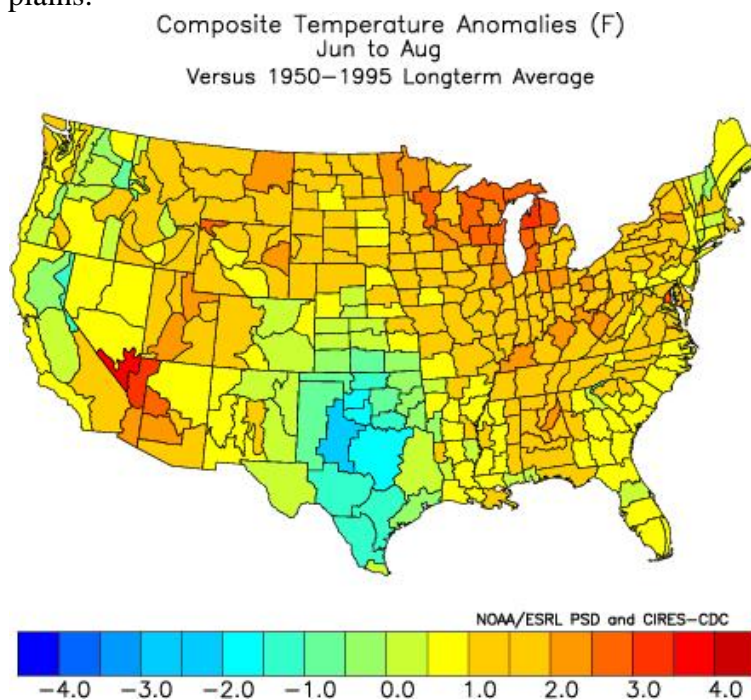 plains.
Composite Temperature Anomalies (F)
Jun to Aug
Versus 1950−1995 Longterm Average
NOAA/ESRL PSD and CIRES−CDC
−4.0 −3.0 −2.0 −1.0 0.0 1.0 2.0 3.0 4.0